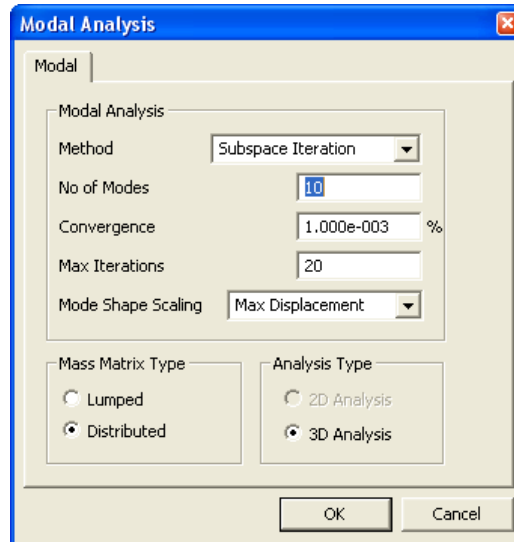 Modal Analysis
Modal
Modal Analysis
Method Subspace Iteration
No of Modes 10
Convergence 1.000e-003 %
Max Iterations 20
Mode Shape Scaling Max Displacement
Mass Matrix Type Analysis Type
Lumped 2D Analysis
Distributed 3D Analysis
OK Cancel